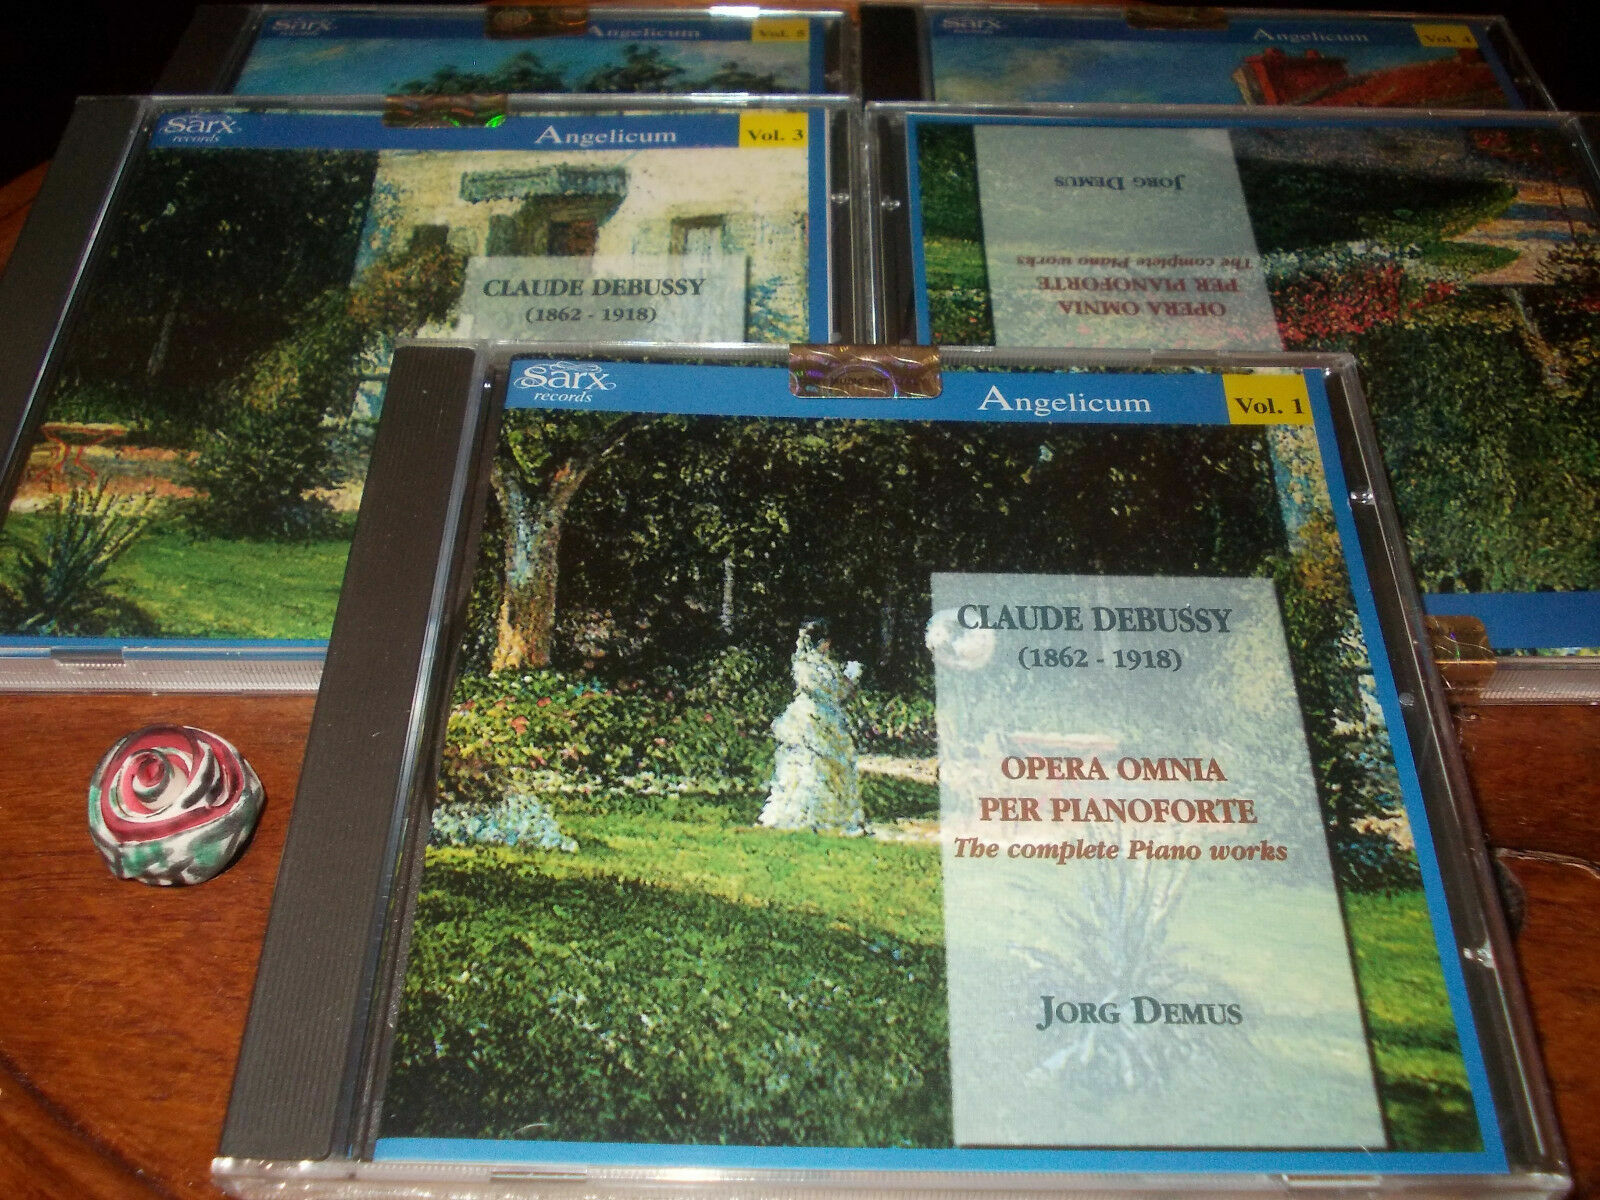 Sarx
records
Angelicum
Vol. 5
Sarx
records
Angelicum
Vol. 4
Sarx
records
Angelicum
Vol. 3
CLAUDE DEBUSSY
(1862 - 1918)
OPERA OMNIA
PER PIANOFORTE
The complete Piano works
JORG DEMUS
Sarx
records
Angelicum
Vol. 1
CLAUDE DEBUSSY
(1862 - 1918)
OPERA OMNIA
PER PIANOFORTE
The complete Piano works
JORG DEMUS